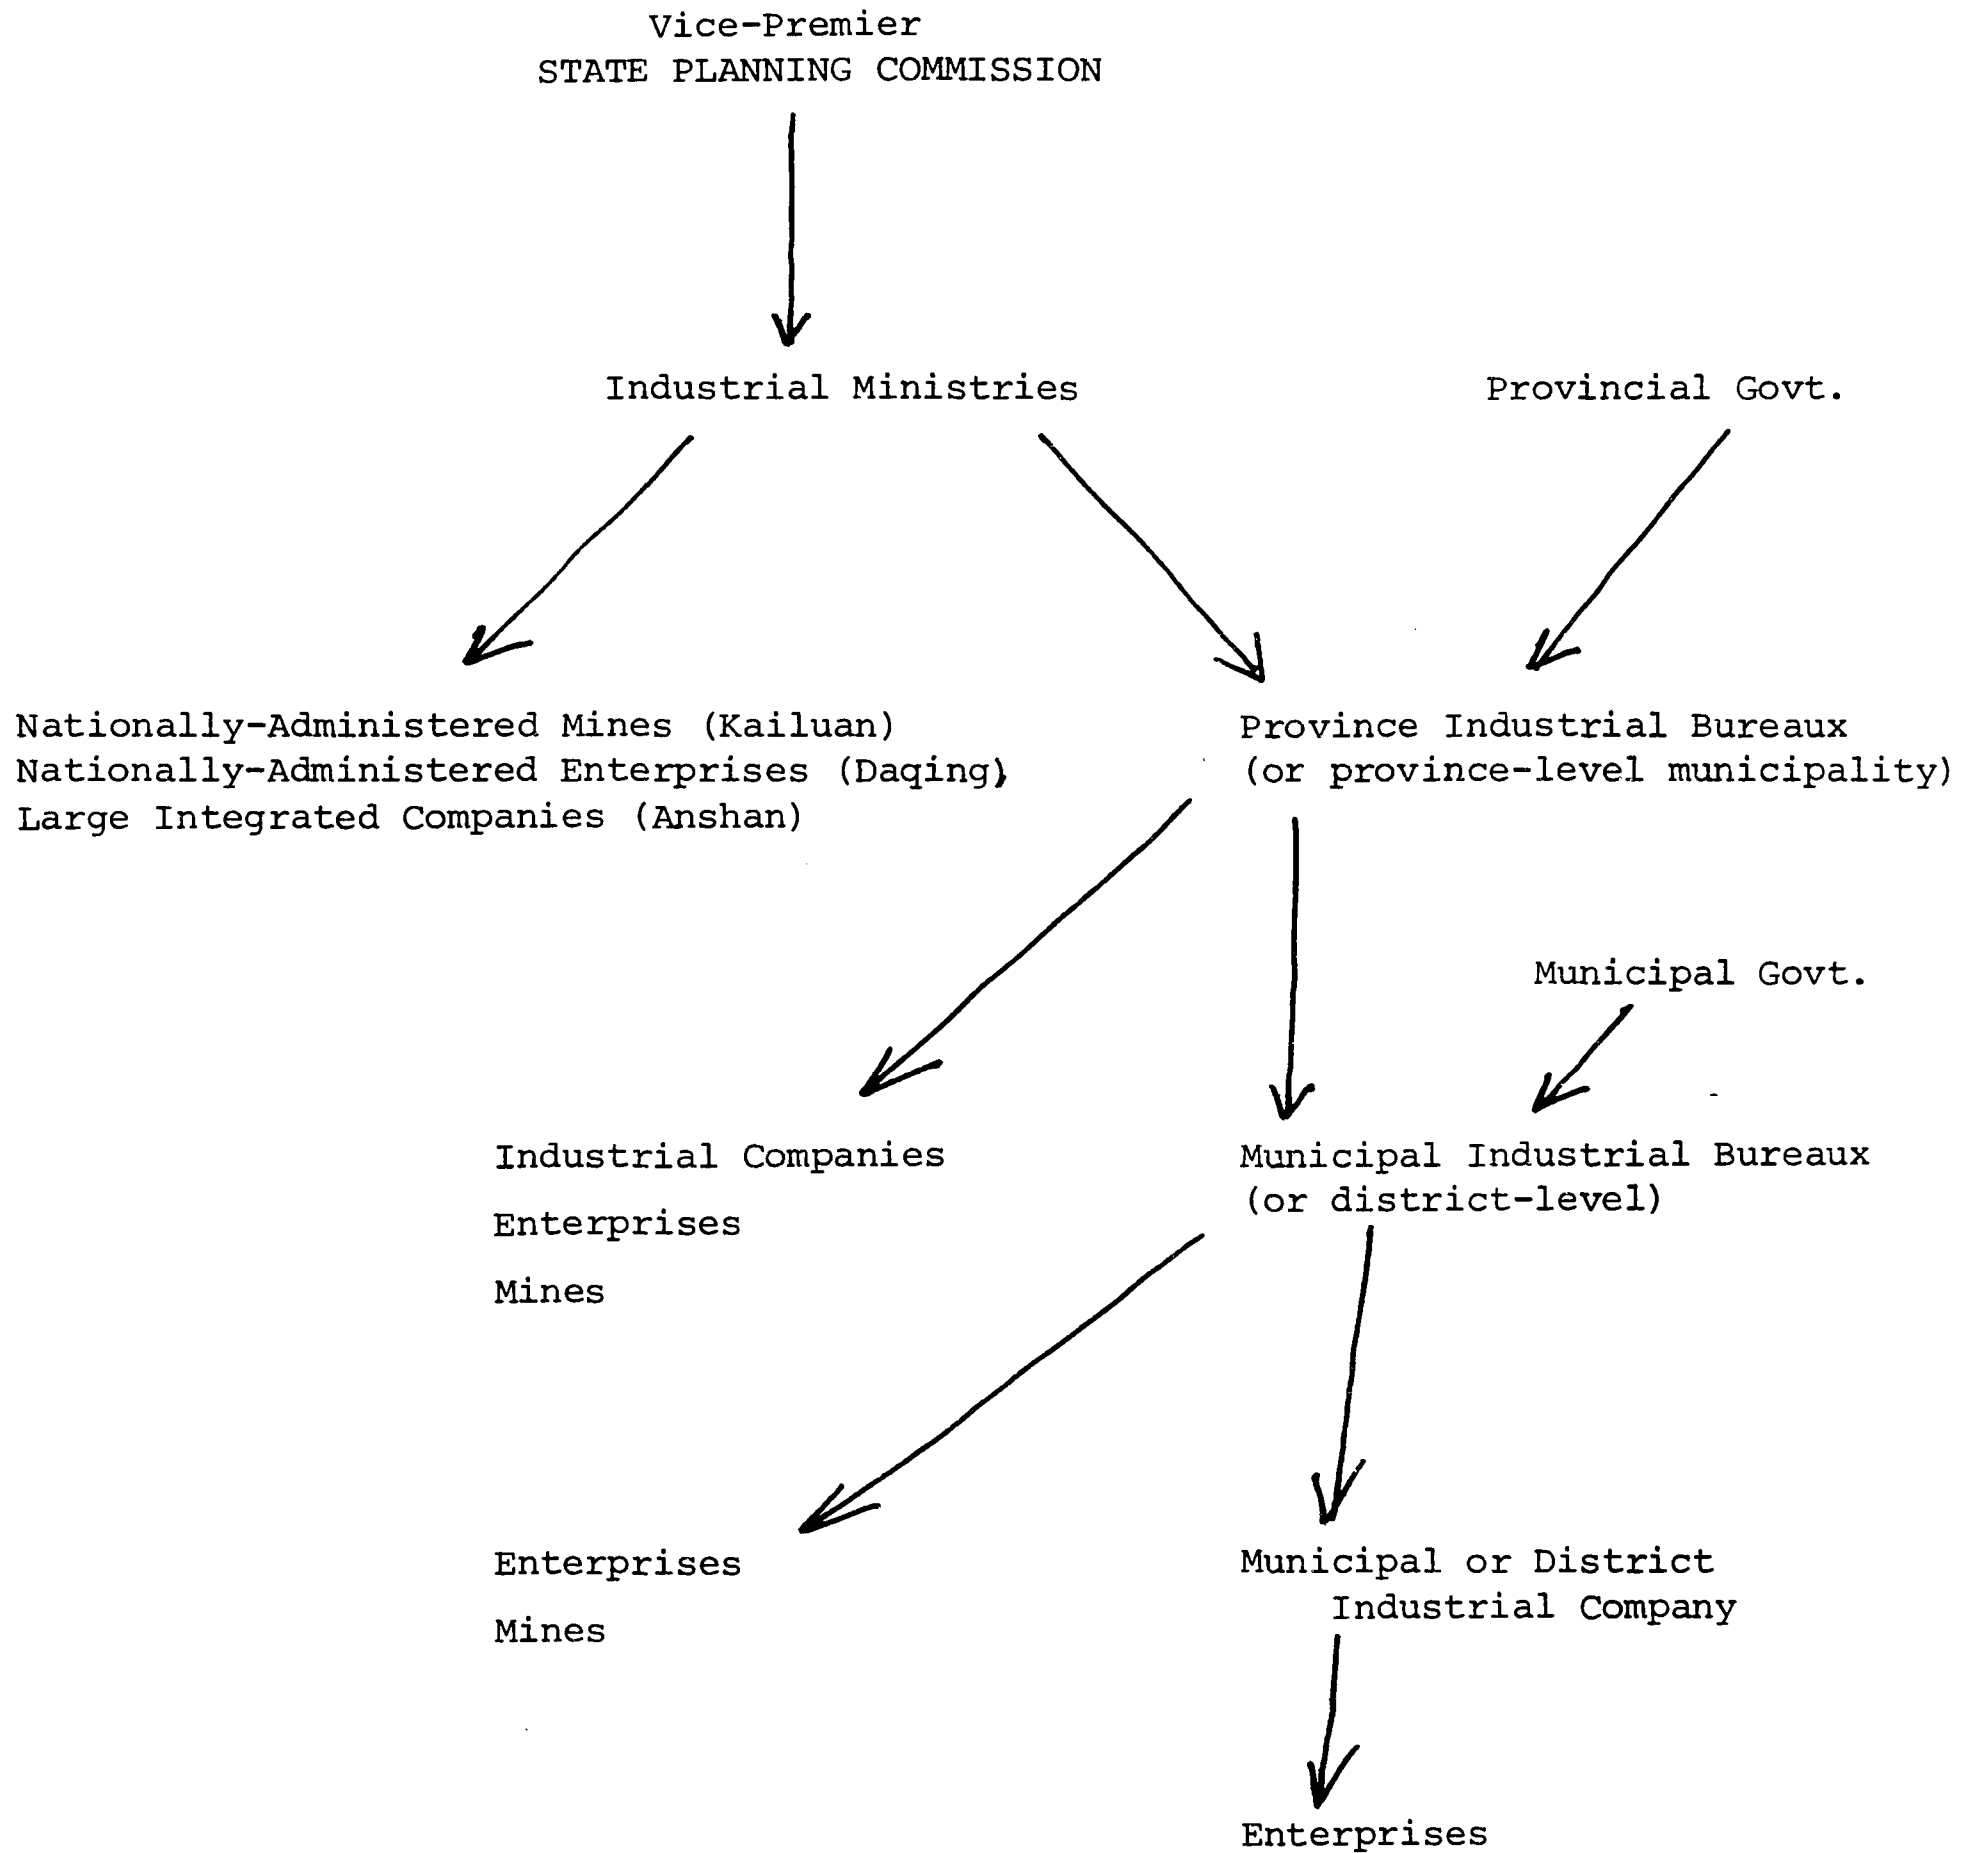 Vice-Premier
STATE PLANNING COMMISSION
Industrial Ministries
Provincial Govt.
Nationally-Administered Mines (Kailuan)
Nationally-Administered Enterprises (Daqing)
Large Integrated Companies (Anshan)
Province Industrial Bureaux
(or province-level municipality)
Municipal Govt.
Industrial Companies
Enterprises
Mines
Municipal Industrial Bureaux
(or district-level)
Enterprises
Mines
Municipal or District
Industrial Company
Enterprises